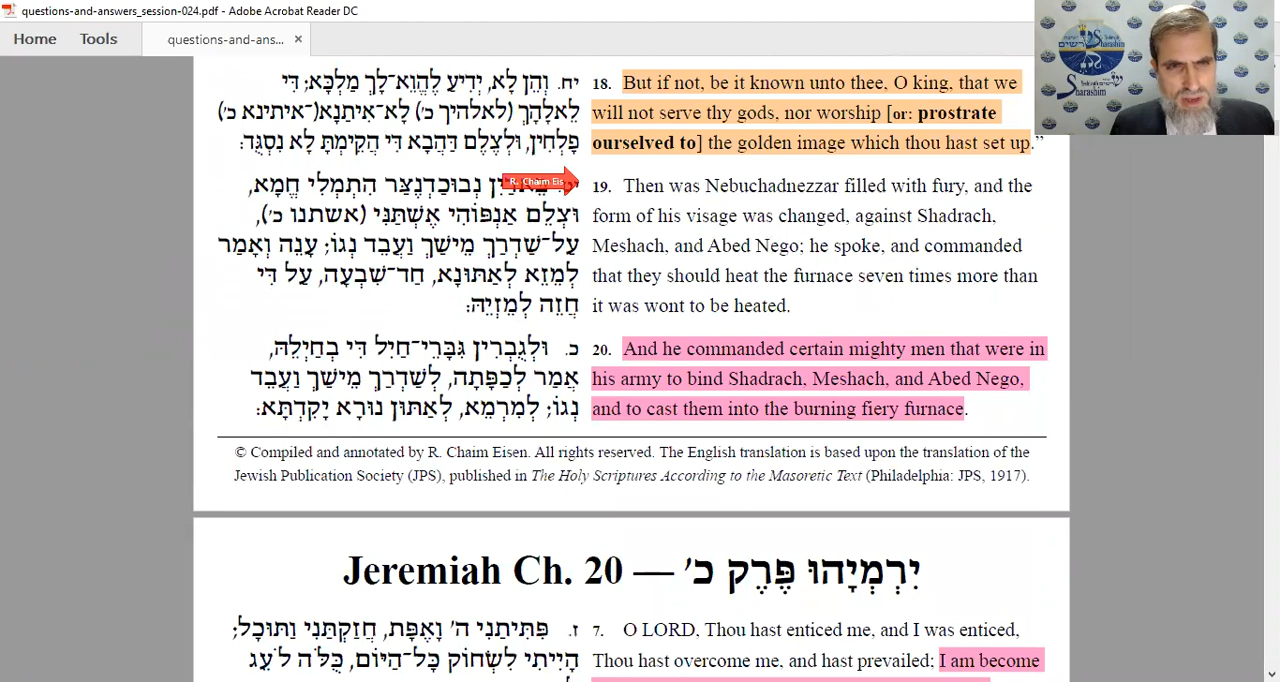 questions-and-answers_session-024.pdf - Adobe Acrobat Reader DC
Home Tools questions-and-ans... ×
יח. וְהֵן לָא, יְדִיעַ לֶהֱוֵא־לָךְ מַלְכָּא; דִּי
לֵאלָהָךְ (לאלהיך כ׳) לָא־אִיתַנָא(־איתינא כ׳)
פָלְחִין, וּלְצֶלֶם דַּהֲבָא דִּי הֲקֵימְתָּ לָא נִסְגֻּד:
18. But if not, be it known unto thee, O king, that we
will not serve thy gods, nor worship [or: prostrate
ourselved to] the golden image which thou hast set up.”
R. Chaim Eis
נְבוּכַדְנֶצַּר הִתְמְלִי חֱמָא,
וּצְלֵם אַנְפּוֹהִי אֶשְׁתַּנִּי (אשתנו כ׳),
עַל־שַׁדְרַךְ מֵישַׁךְ וַעֲבֵד נְגוֹ; עָנֵה וְאָמַר
לְמֵזֵא לְאַתּוּנָא, חַד־שִׁבְעָה, עַל דִּי
חֲזֵה לְמֵזְיֵהּ:
19. Then was Nebuchadnezzar filled with fury, and the
form of his visage was changed, against Shadrach,
Meshach, and Abed Nego; he spoke, and commanded
that they should heat the furnace seven times more than
it was wont to be heated.
כ. וּלְגֻבְרִין גִּבָּרֵי־חַיִל דִּי בְחַיְלֵהּ,
אֲמַר לְכַפָּתָה, לְשַׁדְרַךְ מֵישַׁךְ וַעֲבֵד
נְגוֹ; לְמִרְמֵא, לְאַתּוּן נוּרָא יָקִדְתָּא:
20. And he commanded certain mighty men that were in
his army to bind Shadrach, Meshach, and Abed Nego,
and to cast them into the burning fiery furnace.
© Compiled and annotated by R. Chaim Eisen. All rights reserved. The English translation is based upon the translation of the
Jewish Publication Society (JPS), published in The Holy Scriptures According to the Masoretic Text (Philadelphia: JPS, 1917).
Jeremiah Ch. 20 — יִרְמְיָהוּ פֶּרֶק כ׳
ז. פִּתִּיתַנִי ה׳ וָאֶפָּת, חֲזַקְתַּנִי וַתּוּכָל;
הָיִיתִי לִשְׂחוֹק כָּל־הַיּוֹם, כֻּלֹּה לֹעֵג
7. O LORD, Thou hast enticed me, and I was enticed,
Thou hast overcome me, and hast prevailed; I am become
Sharashim
שרשים
Sharashim